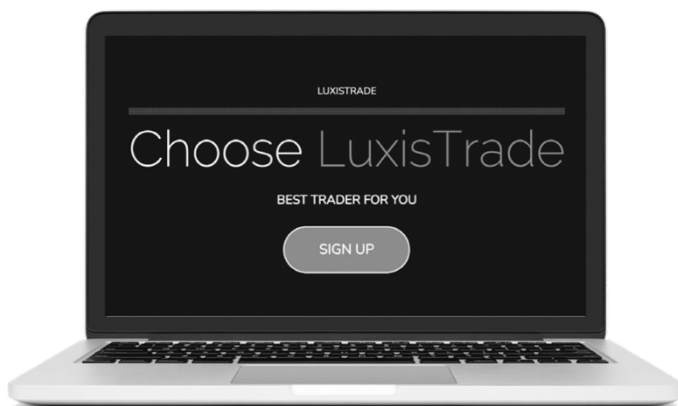 LUXISTRADE
Choose LuxisTrade
BEST TRADER FOR YOU
SIGN UP